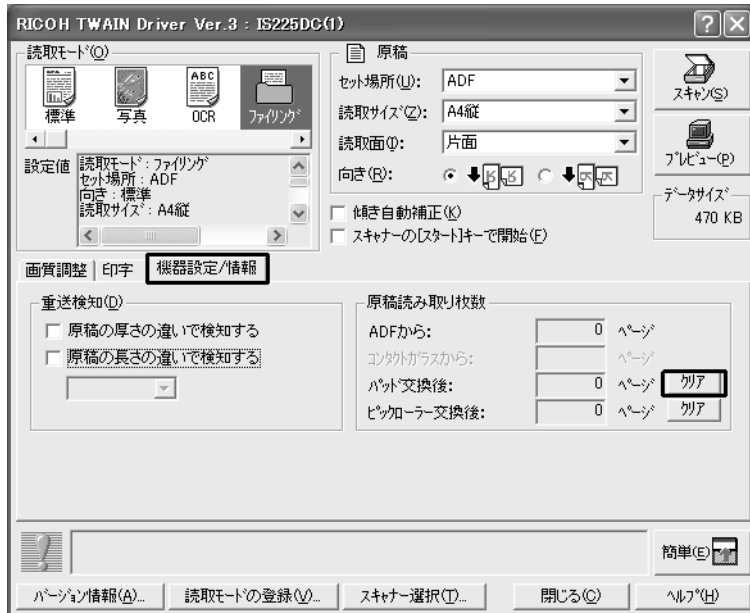 RICOH TWAIN Driver Ver.3 : IS225DC(1)
読取モード(O)
標準
写真
ABC
OCR
ファイリング
設定値
読取モード:ファイリング
セット場所:ADF
向き:標準
読取サイズ:A4縦
原稿
セット場所(U): ADF
読取サイズ(Z): A4縦
読取面(I): 片面
向き(R):
傾き自動補正(K)
スキャナーの[スタート]キーで開始(F)
スキャン(S)
プレビュー(P)
データサイズ
470 KB
画質調整 印字 機器設定/情報
重送検知(D)
原稿の厚さの違いで検知する
原稿の長さの違いで検知する
原稿読み取り枚数
ADFから: 0 ページ
コンタクトガラスから: ページ
パッド交換後: 0 ページ クリア
ピックローラー交換後: 0 ページ クリア
簡単(E)
バージョン情報(A)... 読取モードの登録(V)... スキャナー選択(T)... 閉じる(C) ヘルプ(H)